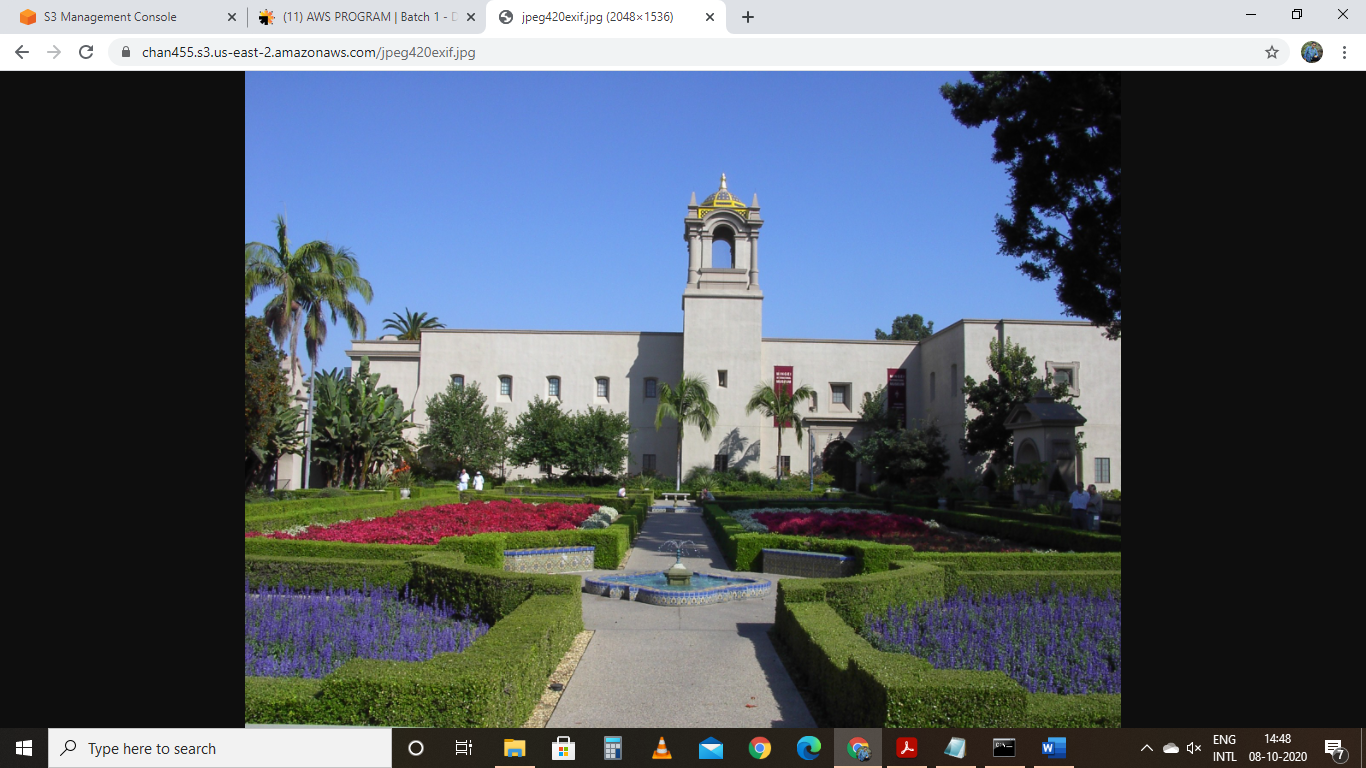 S3 Management Console
(11) AWS PROGRAM | Batch 1 - D
jpeg420exif.jpg (2048×1536)
chan455.s3.us-east-2.amazonaws.com/jpeg420exif.jpg
MUSEUM
Type here to search
ENG
INTL
14:48
08-10-2020
7